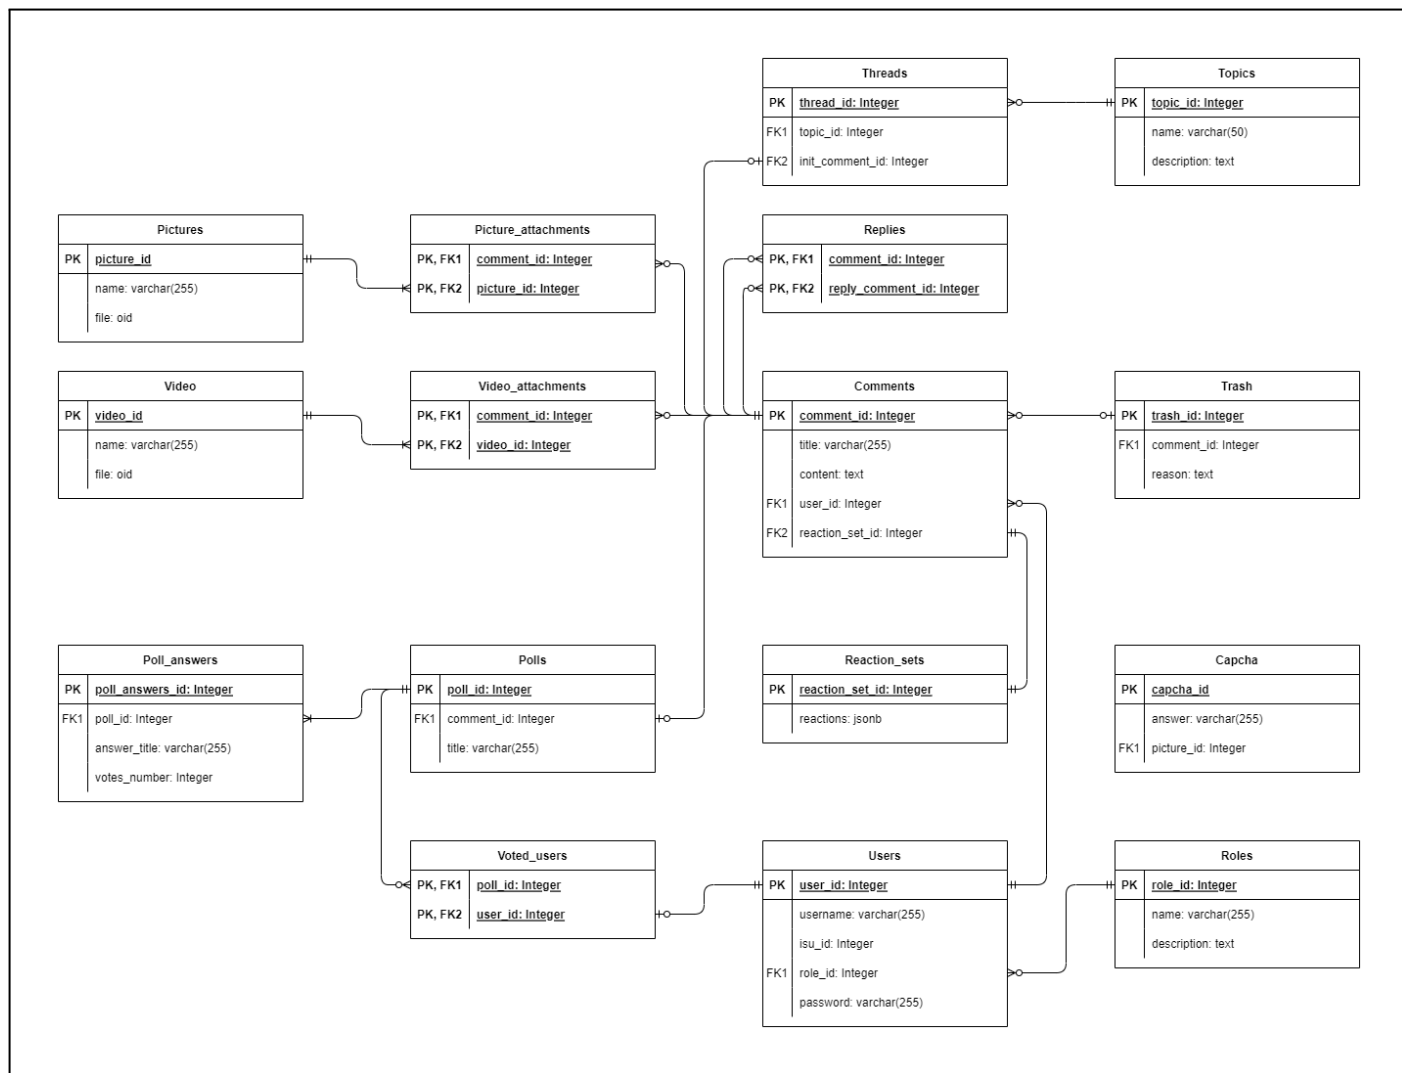 Threads
PK thread_id: Integer
FK1 topic_id: Integer
FK2 init_comment_id: Integer
Topics
PK topic_id: Integer
name: varchar(50)
description: text
Pictures
PK picture_id
name: varchar(255)
file: oid
Picture_attachments
PK, FK1 comment_id: Integer
PK, FK2 picture_id: Integer
Replies
PK, FK1 comment_id: Integer
PK, FK2 reply_comment_id: Integer
Video
PK video_id
name: varchar(255)
file: oid
Video_attachments
PK, FK1 comment_id: Integer
PK, FK2 video_id: Integer
Comments
PK comment_id: Integer
title: varchar(255)
content: text
FK1 user_id: Integer
FK2 reaction_set_id: Integer
Trash
PK trash_id: Integer
FK1 comment_id: Integer
reason: text
Poll_answers
PK poll_answers_id: Integer
FK1 poll_id: Integer
answer_title: varchar(255)
votes_number: Integer
Polls
PK poll_id: Integer
FK1 comment_id: Integer
title: varchar(255)
Reaction_sets
PK reaction_set_id: Integer
reactions: jsonb
Capcha
PK capcha_id
answer: varchar(255)
FK1 picture_id: Integer
Voted_users
PK, FK1 poll_id: Integer
PK, FK2 user_id: Integer
Users
PK user_id: Integer
username: varchar(255)
isu_id: Integer
FK1 role_id: Integer
password: varchar(255)
Roles
PK role_id: Integer
name: varchar(255)
description: text